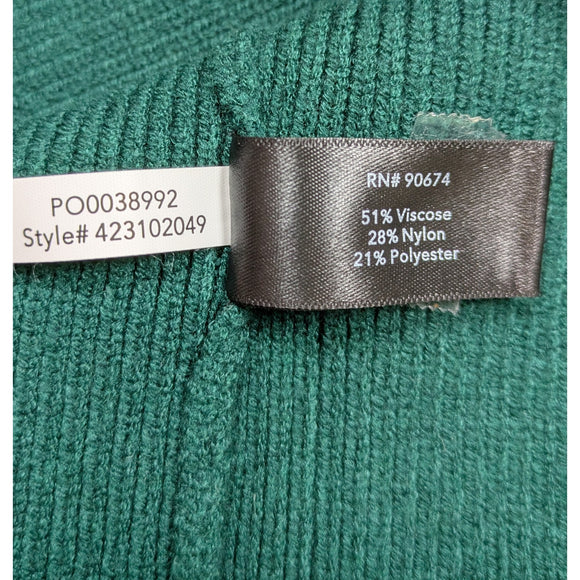 PO0038992
Style# 423102049
RN# 90674
51% Viscose
28% Nylon
21% Polyester